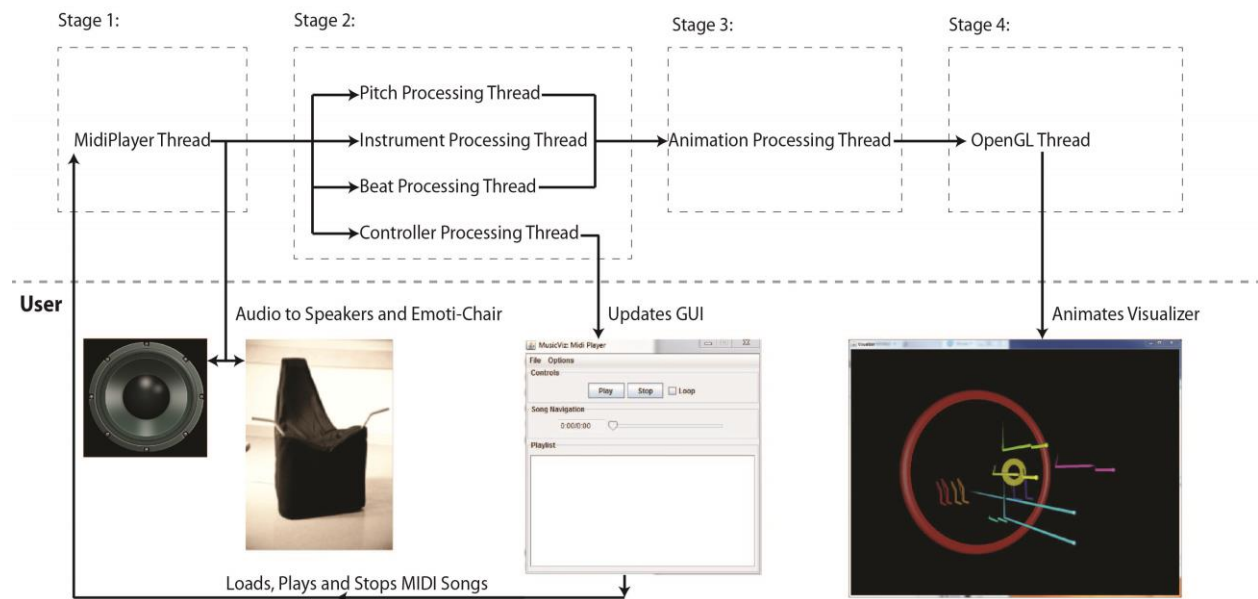 Stage 1:
Stage 2:
Stage 3:
Stage 4:
Pitch Processing Thread
MidiPlayer Thread
Instrument Processing Thread
Animation Processing Thread
OpenGL Thread
Beat Processing Thread
Controller Processing Thread
User
Audio to Speakers and Emoti-Chair
Updates GUI
Animates Visualizer
MusicViz: Midi Player
File Options
Controls
Play Stop Loop
Song Navigation
0:00/0:00
Playlist
Visualizer
Loads, Plays and Stops MIDI Songs